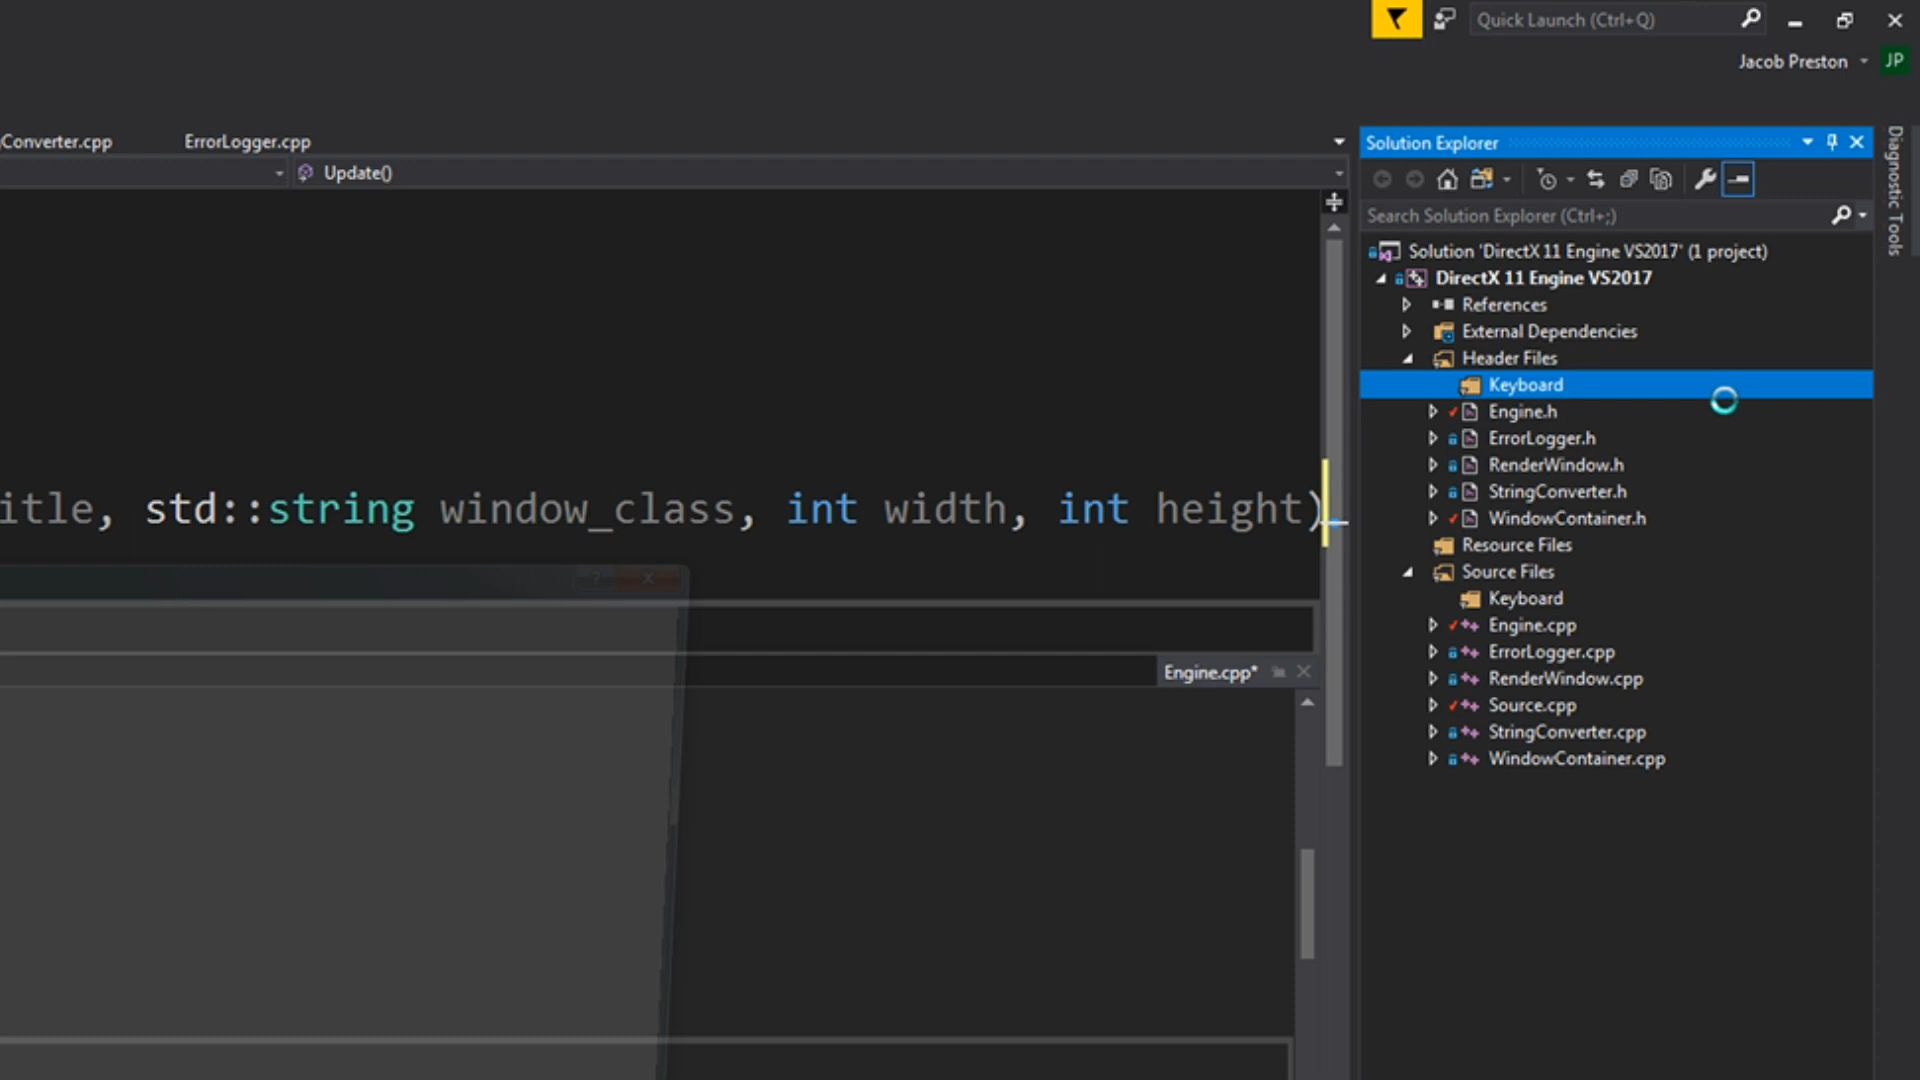 Quick Launch (Ctrl+Q)
Jacob Preston
JP
Converter.cpp
ErrorLogger.cpp
Update()
itle, std::string window_class, int width, int height)
Engine.cpp*
Solution Explorer
Search Solution Explorer (Ctrl+;)
Solution 'DirectX 11 Engine VS2017' (1 project)
DirectX 11 Engine VS2017
References
External Dependencies
Header Files
Keyboard
Engine.h
ErrorLogger.h
RenderWindow.h
StringConverter.h
WindowContainer.h
Resource Files
Source Files
Keyboard
Engine.cpp
ErrorLogger.cpp
RenderWindow.cpp
Source.cpp
StringConverter.cpp
WindowContainer.cpp
Diagnostic Tools